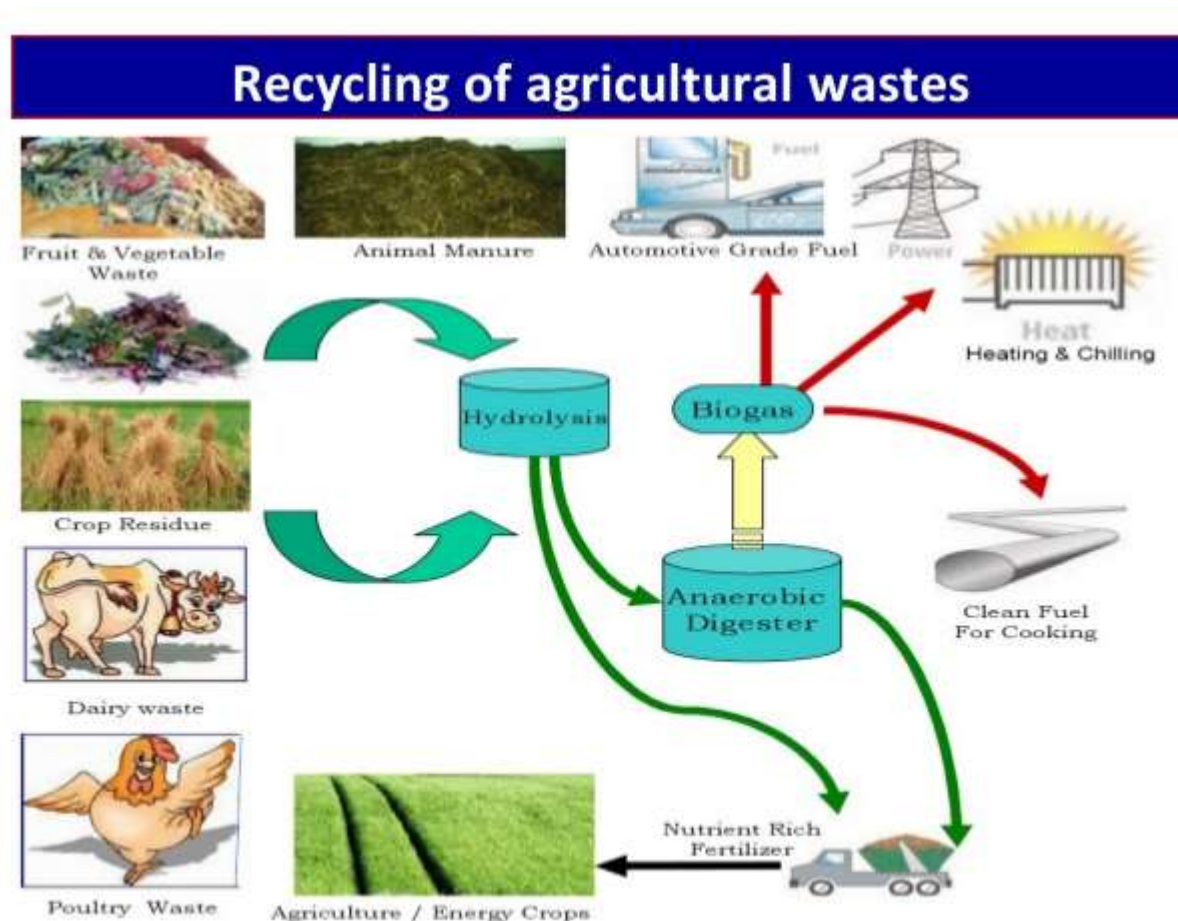 Recycling of agricultural wastes
Fruit & Vegetable
Waste
Animal Manure
Fuel
Automotive Grade Fuel
Power
Heat
Heating & Chilling
Hydrolysis
Biogas
Crop Residue
Anaerobic
Digester
Clean Fuel
For Cooking
Dairy waste
Nutrient Rich
Fertilizer
Poultry Waste
Agriculture / Energy Crops